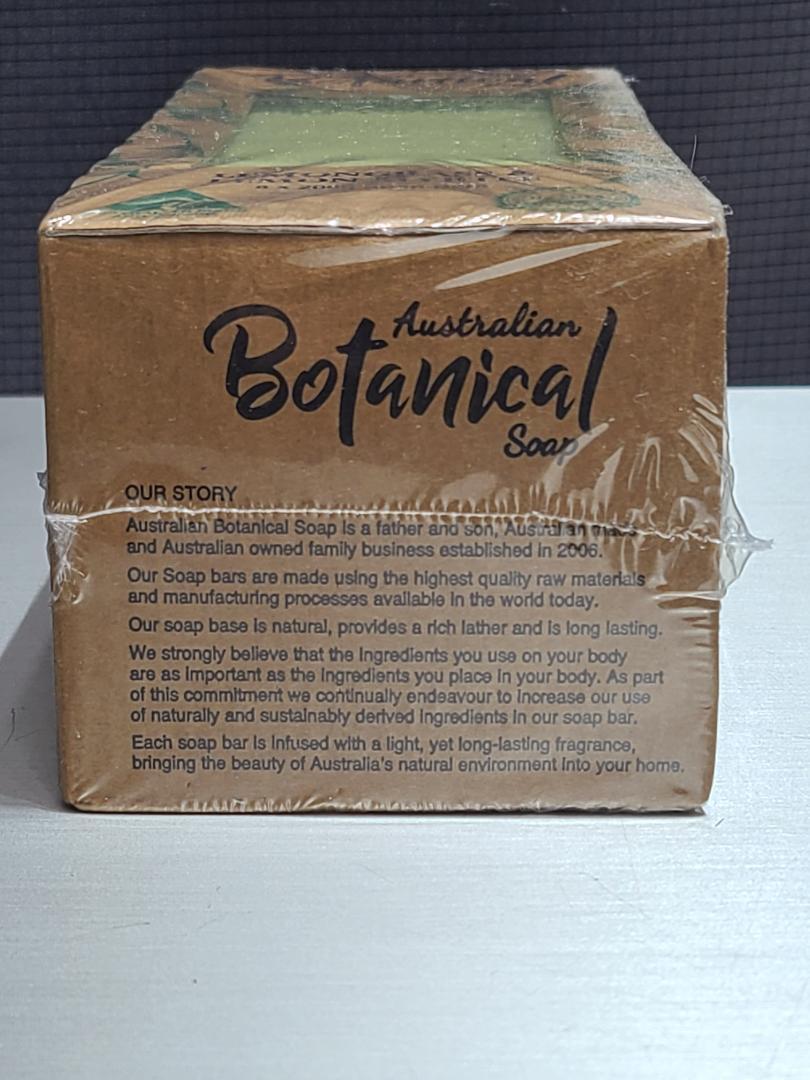 Australian
Botanical
Soap
OUR STORY
Australian Botanical Soap is a father and son, Australian made
and Australian owned family business established in 2006.
Our Soap bars are made using the highest quality raw materials
and manufacturing processes available in the world today.
Our soap base is natural, provides a rich lather and is long lasting.
We strongly believe that the ingredients you use on your body
are as important as the ingredients you place in your body. As part
of this commitment we continually endeavour to increase our use
of naturally and sustainably derived ingredients in our soap bar.
Each soap bar is infused with a light, yet long-lasting fragrance,
bringing the beauty of Australia's natural environment into your home.